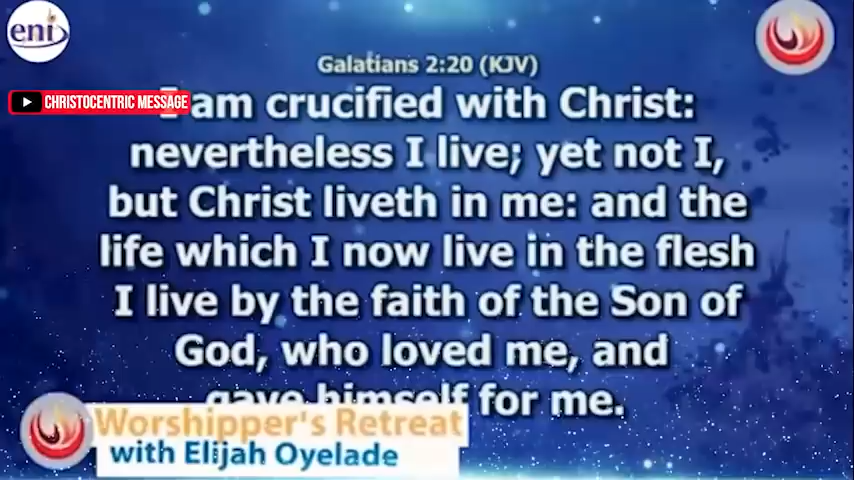 eni
Galatians 2:20 (KJV)
CHRISTOCENTRIC MESSAGE
I am crucified with Christ:
nevertheless I live; yet not I,
but Christ liveth in me: and the
life which I now live in the flesh
I live by the faith of the Son of
God, who loved me, and
gave himself for me.
Worshipper's Retreat
with Elijah Oyelade